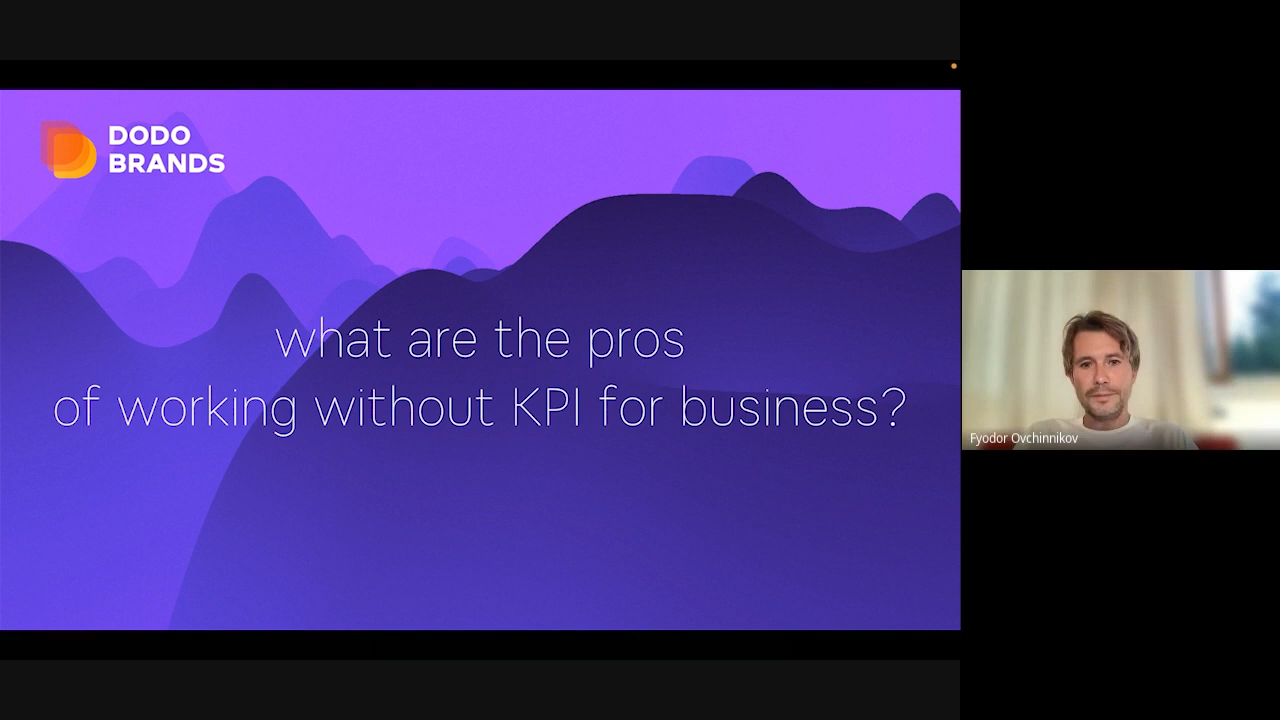 DODO
BRANDS
what are the pros
of working without KPI for business?
Fyodor Ovchinnikov